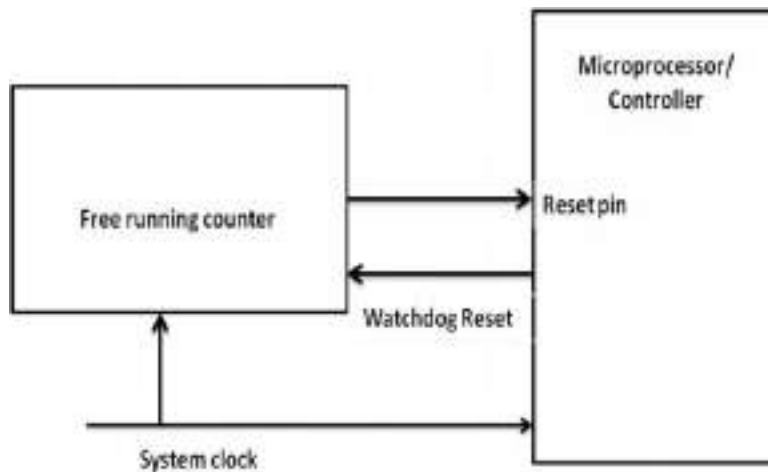 Microprocessor/
Controller
Free running counter
Reset pin
Watchdog Reset
System clock